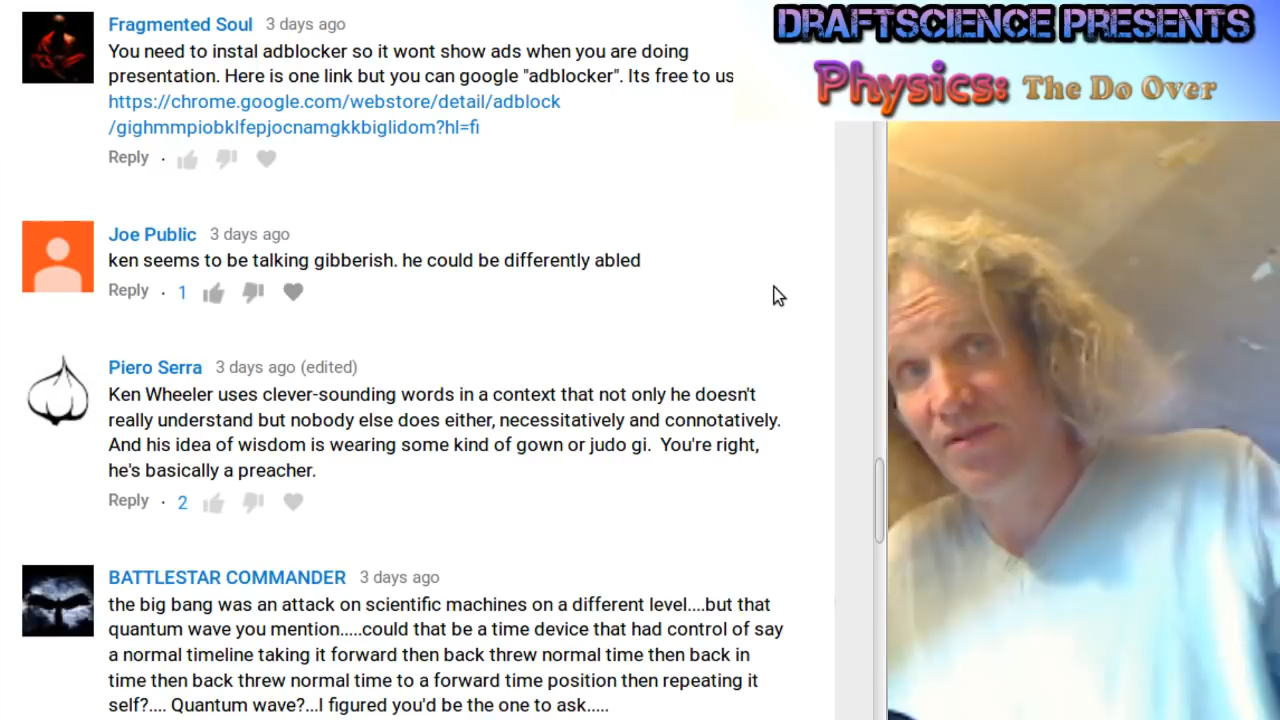 DRAFTSCIENCE PRESENTS
Physics: The Do Over
Fragmented Soul 3 days ago
You need to instal adblocker so it wont show ads when you are doing
presentation. Here is one link but you can google "adblocker". Its free to us
https://chrome.google.com/webstore/detail/adblock
/gighmmpiobklfepjocnamgkkbiglidom?hl=fi
Reply
Joe Public 3 days ago
ken seems to be talking gibberish. he could be differently abled
Reply · 1
Piero Serra 3 days ago (edited)
Ken Wheeler uses clever-sounding words in a context that not only he doesn't
really understand but nobody else does either, necessitatively and connotatively.
And his idea of wisdom is wearing some kind of gown or judo gi. You're right,
he's basically a preacher.
Reply · 2
BATTLESTAR COMMANDER 3 days ago
the big bang was an attack on scientific machines on a different level....but that
quantum wave you mention.....could that be a time device that had control of say
a normal timeline taking it forward then back threw normal time then back in
time then back threw normal time to a forward time position then repeating it
self?.... Quantum wave?...I figured you'd be the one to ask.....